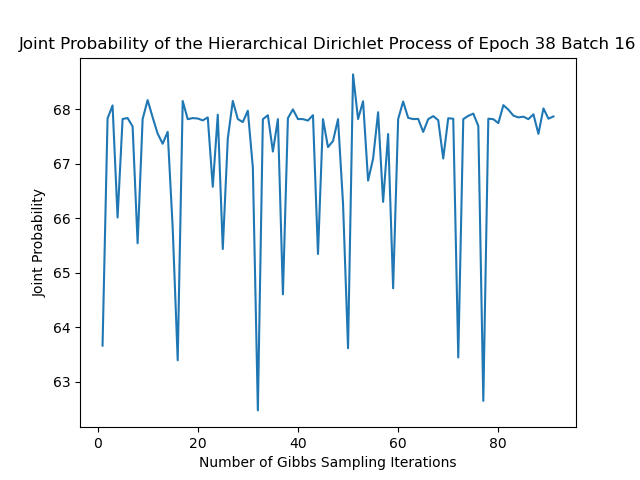 Joint Probability of the Hierarchical Dirichlet Process of Epoch 38 Batch 16
68
67
66
65
64
63
Joint Probability
0 20 40 60 80
Number of Gibbs Sampling Iterations